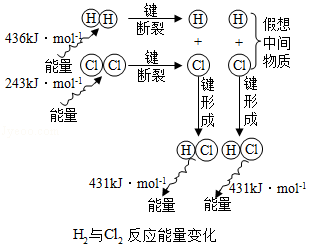 H H 键 断裂 H H 假想中间物质
436kJ·mol-1
能量
+ +
Cl Cl 键 断裂 Cl Cl
243kJ·mol-1
能量
键形成 键形成
H Cl H Cl
431kJ·mol-1 431kJ·mol-1
能量 能量
H2与Cl2 反应能量变化